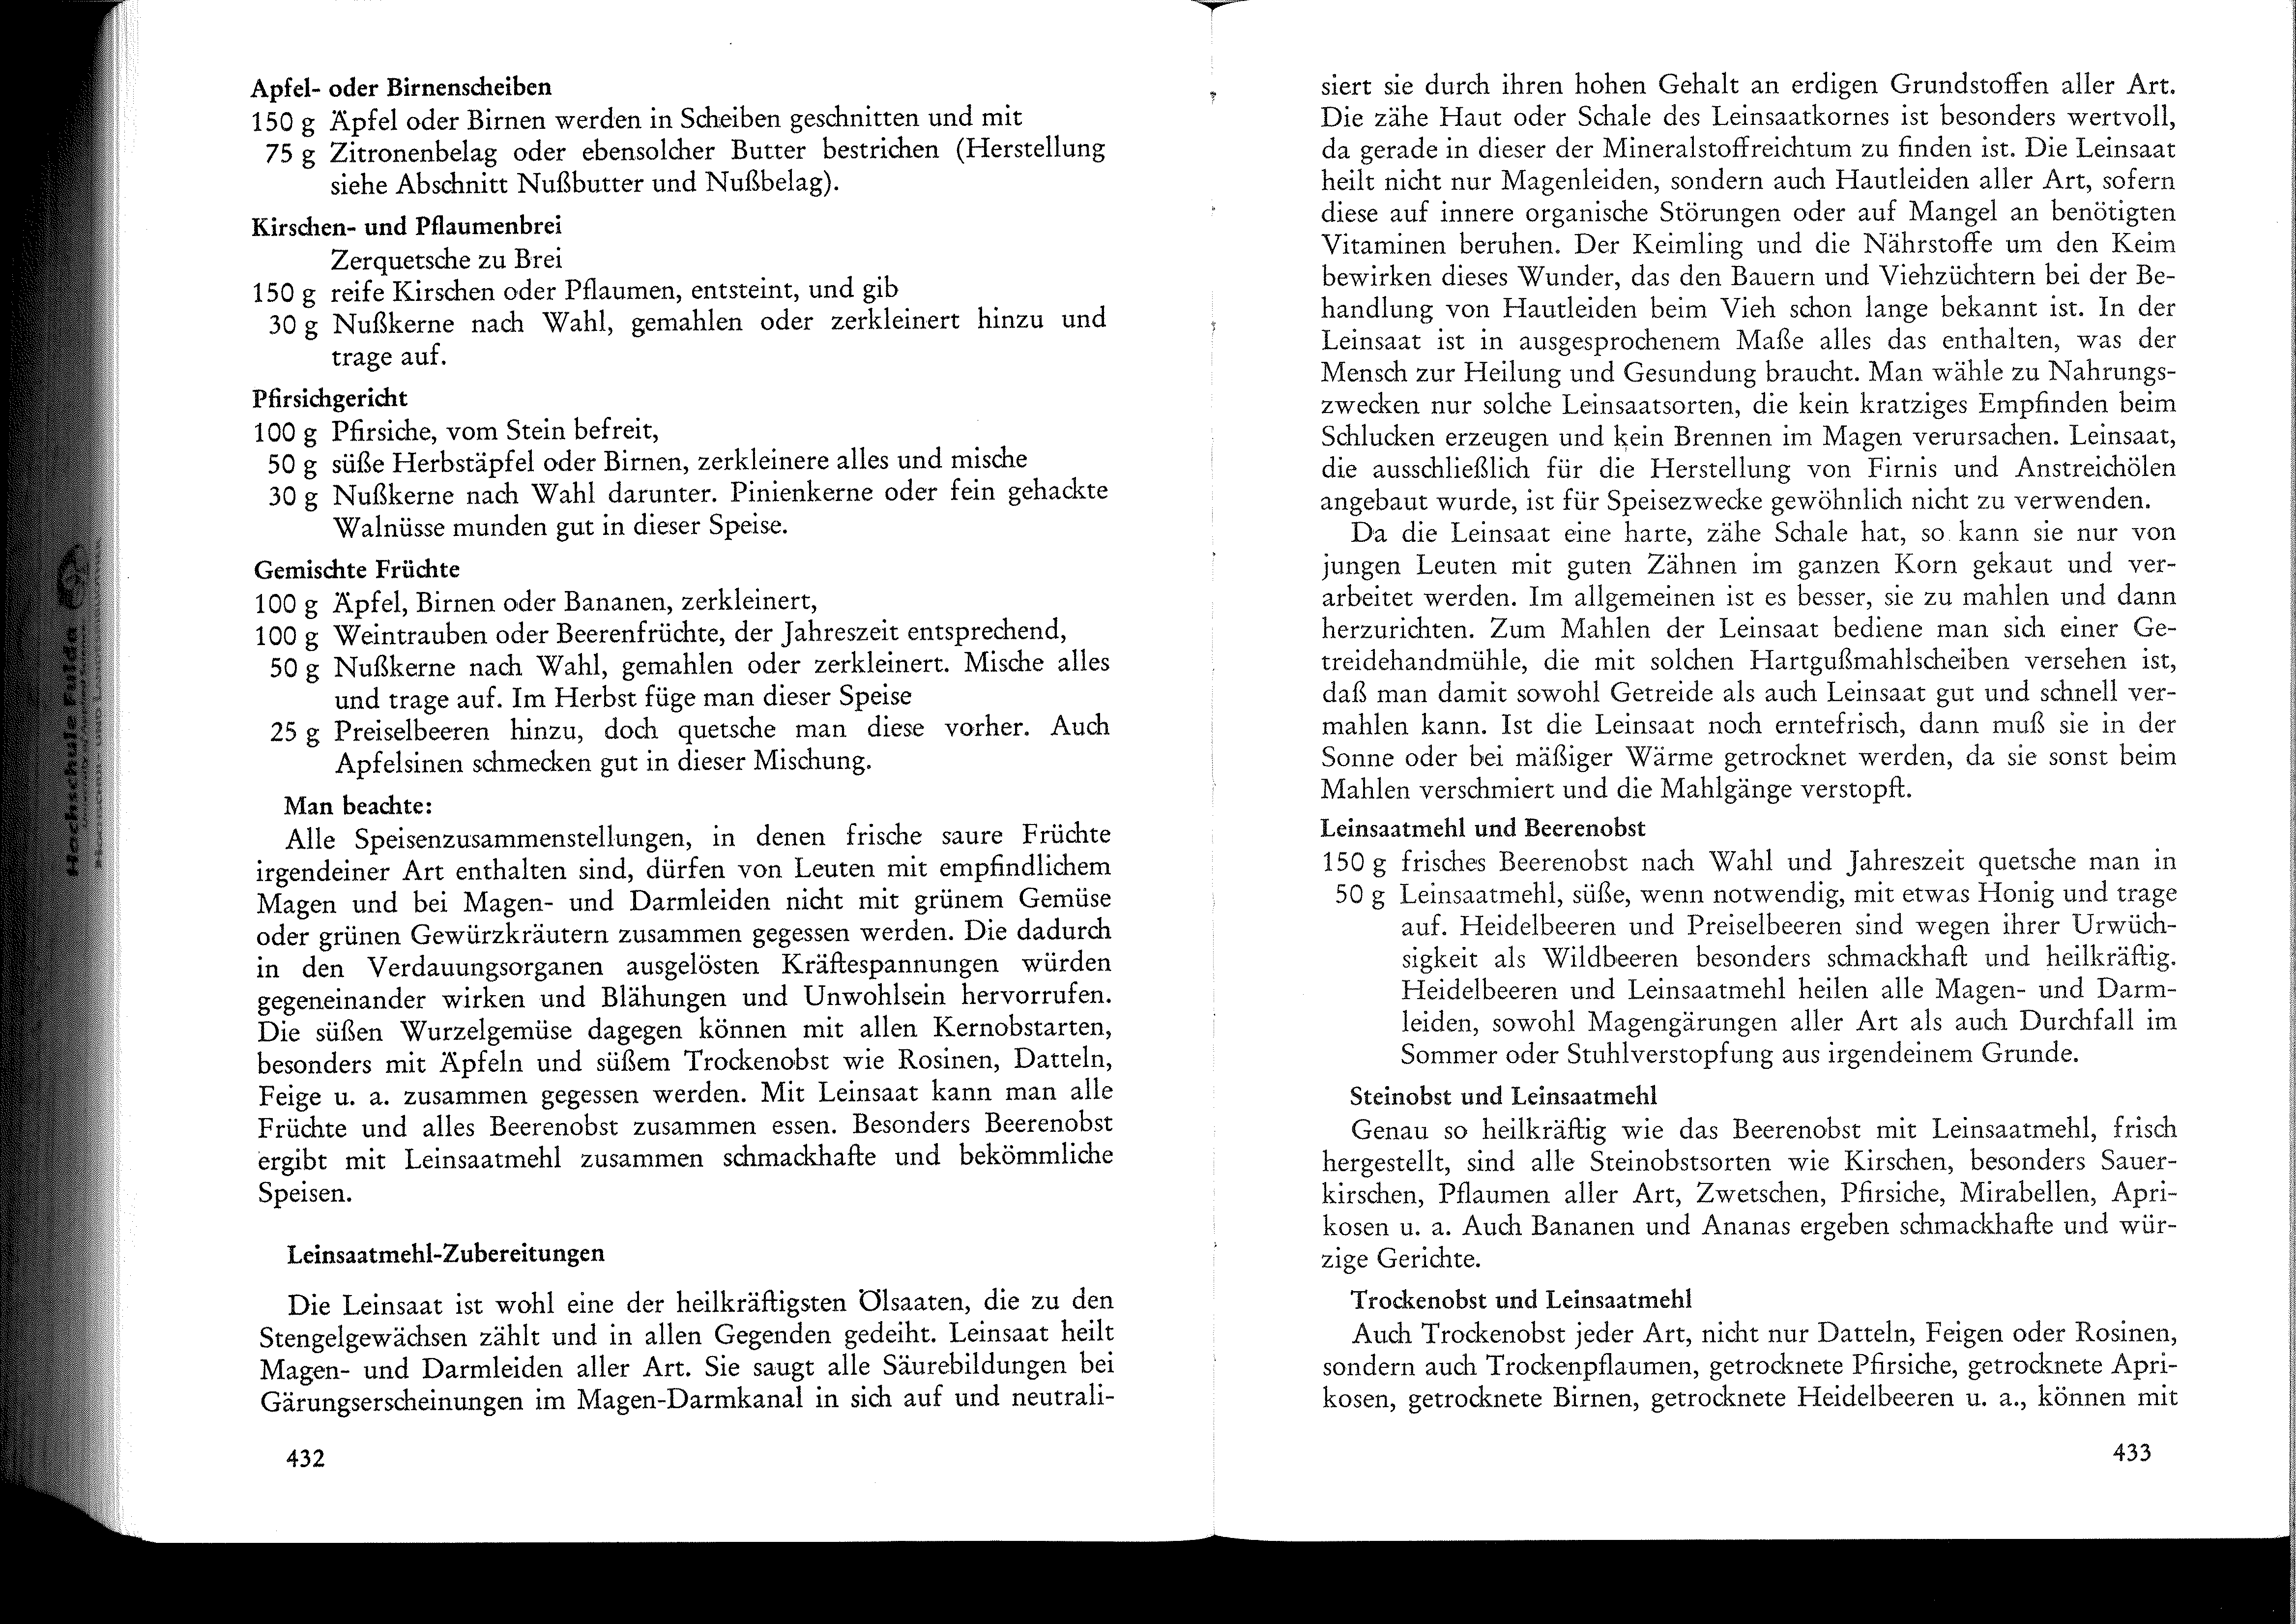 Apfel- oder Birnenscheiben
150 g Äpfel oder Birnen werden in Scheiben geschnitten und mit
75 g Zitronenbelag oder ebensolcher Butter bestrichen (Herstellung
siehe Abschnitt Nußbutter und Nußbelag).
Kirschen- und Pflaumenbrei
Zerquetsche zu Brei
150 g reife Kirschen oder Pflaumen, entsteint, und gib
30 g Nußkerne nach Wahl, gemahlen oder zerkleinert hinzu und
trage auf.
Pfirsichgericht
100 g Pfirsiche, vom Stein befreit,
50 g süße Herbstäpfel oder Birnen, zerkleinere alles und mische
30 g Nußkerne nach Wahl darunter. Pinienkerne oder fein gehackte
Walnüsse munden gut in dieser Speise.
Gemischte Früchte
100 g Äpfel, Birnen oder Bananen, zerkleinert,
100 g Weintrauben oder Beerenfrüchte, der Jahreszeit entsprechend,
50 g Nußkerne nach Wahl, gemahlen oder zerkleinert. Mische alles
und trage auf. Im Herbst füge man dieser Speise
25 g Preiselbeeren hinzu, doch quetsche man diese vorher. Auch
Apfelsinen schmecken gut in dieser Mischung.
Man beachte:
Alle Speisenzusammenstellungen, in denen frische saure Früchte
irgendeiner Art enthalten sind, dürfen von Leuten mit empfindlichem
Magen und bei Magen- und Darmleiden nicht mit grünem Gemüse
oder grünen Gewürzkräutern zusammen gegessen werden. Die dadurch
in den Verdauungsorganen ausgelösten Kräftespannungen würden
gegeneinander wirken und Blähungen und Unwohlsein hervorrufen.
Die süßen Wurzelgemüse dagegen können mit allen Kernobstarten,
besonders mit Äpfeln und süßem Trockenobst wie Rosinen, Datteln,
Feige u. a. zusammen gegessen werden. Mit Leinsaat kann man alle
Früchte und alles Beerenobst zusammen essen. Besonders Beerenobst
ergibt mit Leinsaatmehl zusammen schmackhafte und bekömmliche
Speisen.
Leinsaatmehl-Zubereitungen
Die Leinsaat ist wohl eine der heilkräftigsten Ölsaaten, die zu den
Stengelgewächsen zählt und in allen Gegenden gedeiht. Leinsaat heilt
Magen- und Darmleiden aller Art. Sie saugt alle Säurebildungen bei
Gärungserscheinungen im Magen-Darmkanal in sich auf und neutrali-
432
siert sie durch ihren hohen Gehalt an erdigen Grundstoffen aller Art.
Die zähe Haut oder Schale des Leinsaatkornes ist besonders wertvoll,
da gerade in dieser der Mineralstoffreichtum zu finden ist. Die Leinsaat
heilt nicht nur Magenleiden, sondern auch Hautleiden aller Art, sofern
diese auf innere organische Störungen oder auf Mangel an benötigten
Vitaminen beruhen. Der Keimling und die Nährstoffe um den Keim
bewirken dieses Wunder, das den Bauern und Viehzüchtern bei der Be-
handlung von Hautleiden beim Vieh schon lange bekannt ist. In der
Leinsaat ist in ausgesprochenem Maße alles das enthalten, was der
Mensch zur Heilung und Gesundung braucht. Man wähle zu Nahrungs-
zwecken nur solche Leinsaatsorten, die kein kratziges Empfinden beim
Schlucken erzeugen und kein Brennen im Magen verursachen. Leinsaat,
die ausschließlich für die Herstellung von Firnis und Anstreichölen
angebaut wurde, ist für Speisezwecke gewöhnlich nicht zu verwenden.
Da die Leinsaat eine harte, zähe Schale hat, so kann sie nur von
jungen Leuten mit guten Zähnen im ganzen Korn gekaut und ver-
arbeitet werden. Im allgemeinen ist es besser, sie zu mahlen und dann
herzurichten. Zum Mahlen der Leinsaat bediene man sich einer Ge-
treidehandmühle, die mit solchen Hartgußmahlscheiben versehen ist,
daß man damit sowohl Getreide als auch Leinsaat gut und schnell ver-
mahlen kann. Ist die Leinsaat noch erntefrisch, dann muß sie in der
Sonne oder bei mäßiger Wärme getrocknet werden, da sie sonst beim
Mahlen verschmiert und die Mahlgänge verstopft.
Leinsaatmehl und Beerenobst
150 g frisches Beerenobst nach Wahl und Jahreszeit quetsche man in
50 g Leinsaatmehl, süße, wenn notwendig, mit etwas Honig und trage
auf. Heidelbeeren und Preiselbeeren sind wegen ihrer Urwüch-
sigkeit als Wildbeeren besonders schmackhaft und heilkräftig.
Heidelbeeren und Leinsaatmehl heilen alle Magen- und Darm-
leiden, sowohl Magengärungen aller Art als auch Durchfall im
Sommer oder Stuhlverstopfung aus irgendeinem Grunde.
Steinobst und Leinsaatmehl
Genau so heilkräftig wie das Beerenobst mit Leinsaatmehl, frisch
hergestellt, sind alle Steinobstsorten wie Kirschen, besonders Sauer-
kirschen, Pflaumen aller Art, Zwetschen, Pfirsiche, Mirabellen, Apri-
kosen u. a. Auch Bananen und Ananas ergeben schmackhafte und wür-
zige Gerichte.
Trockenobst und Leinsaatmehl
Auch Trockenobst jeder Art, nicht nur Datteln, Feigen oder Rosinen,
sondern auch Trockenpflaumen, getrocknete Pfirsiche, getrocknete Apri-
kosen, getrocknete Birnen, getrocknete Heidelbeeren u. a., können mit
433
Hochschule Fulda